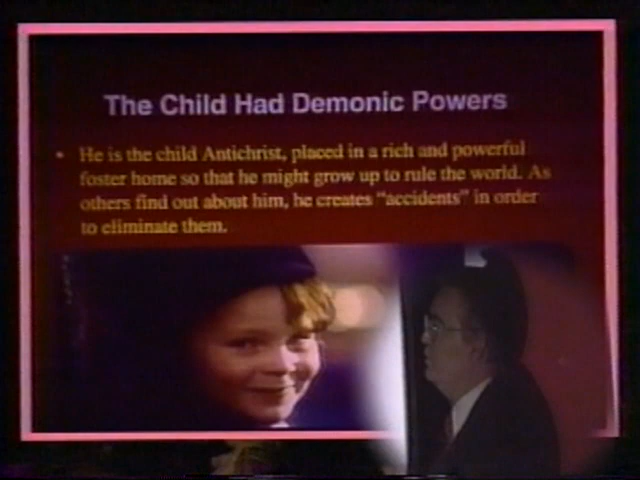 The Child Had Demonic Powers
• He is the child Antichrist, placed in a rich and powerful
foster home so that he might grow up to rule the world. As
others find out about him, he creates "accidents" in order
to eliminate them.